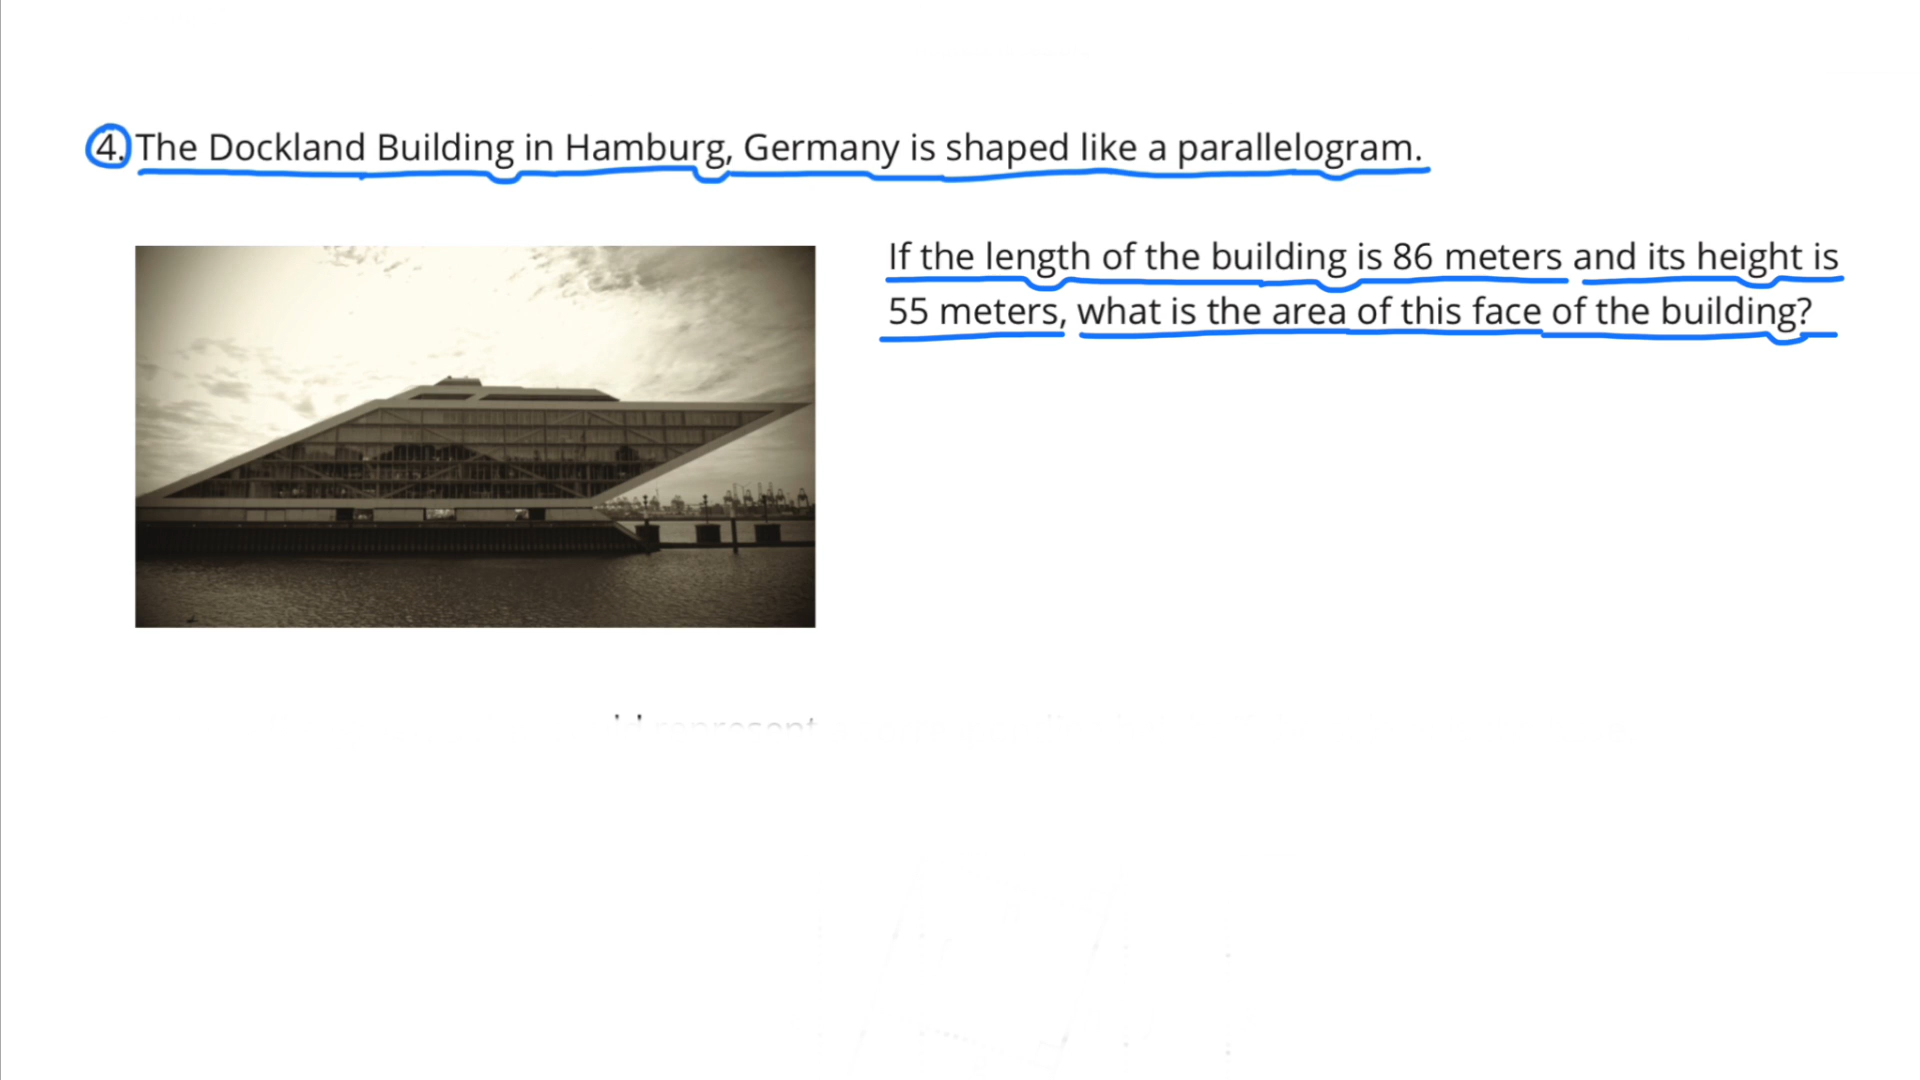 4. The Dockland Building in Hamburg, Germany is shaped like a parallelogram.
If the length of the building is 86 meters and its height is
55 meters, what is the area of this face of the building?